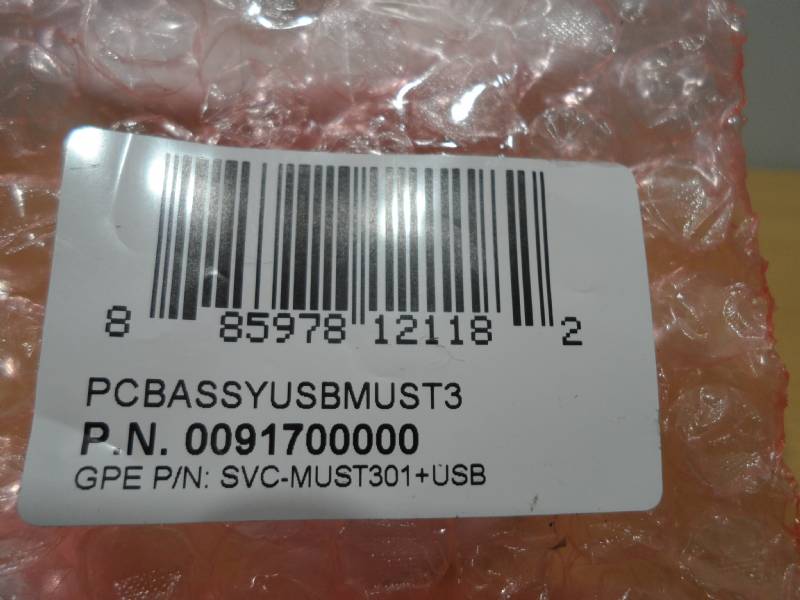 8 85978 12118 2
PCBASSYUSBMUST3
P.N. 0091700000
GPE P/N: SVC-MUST301+USB